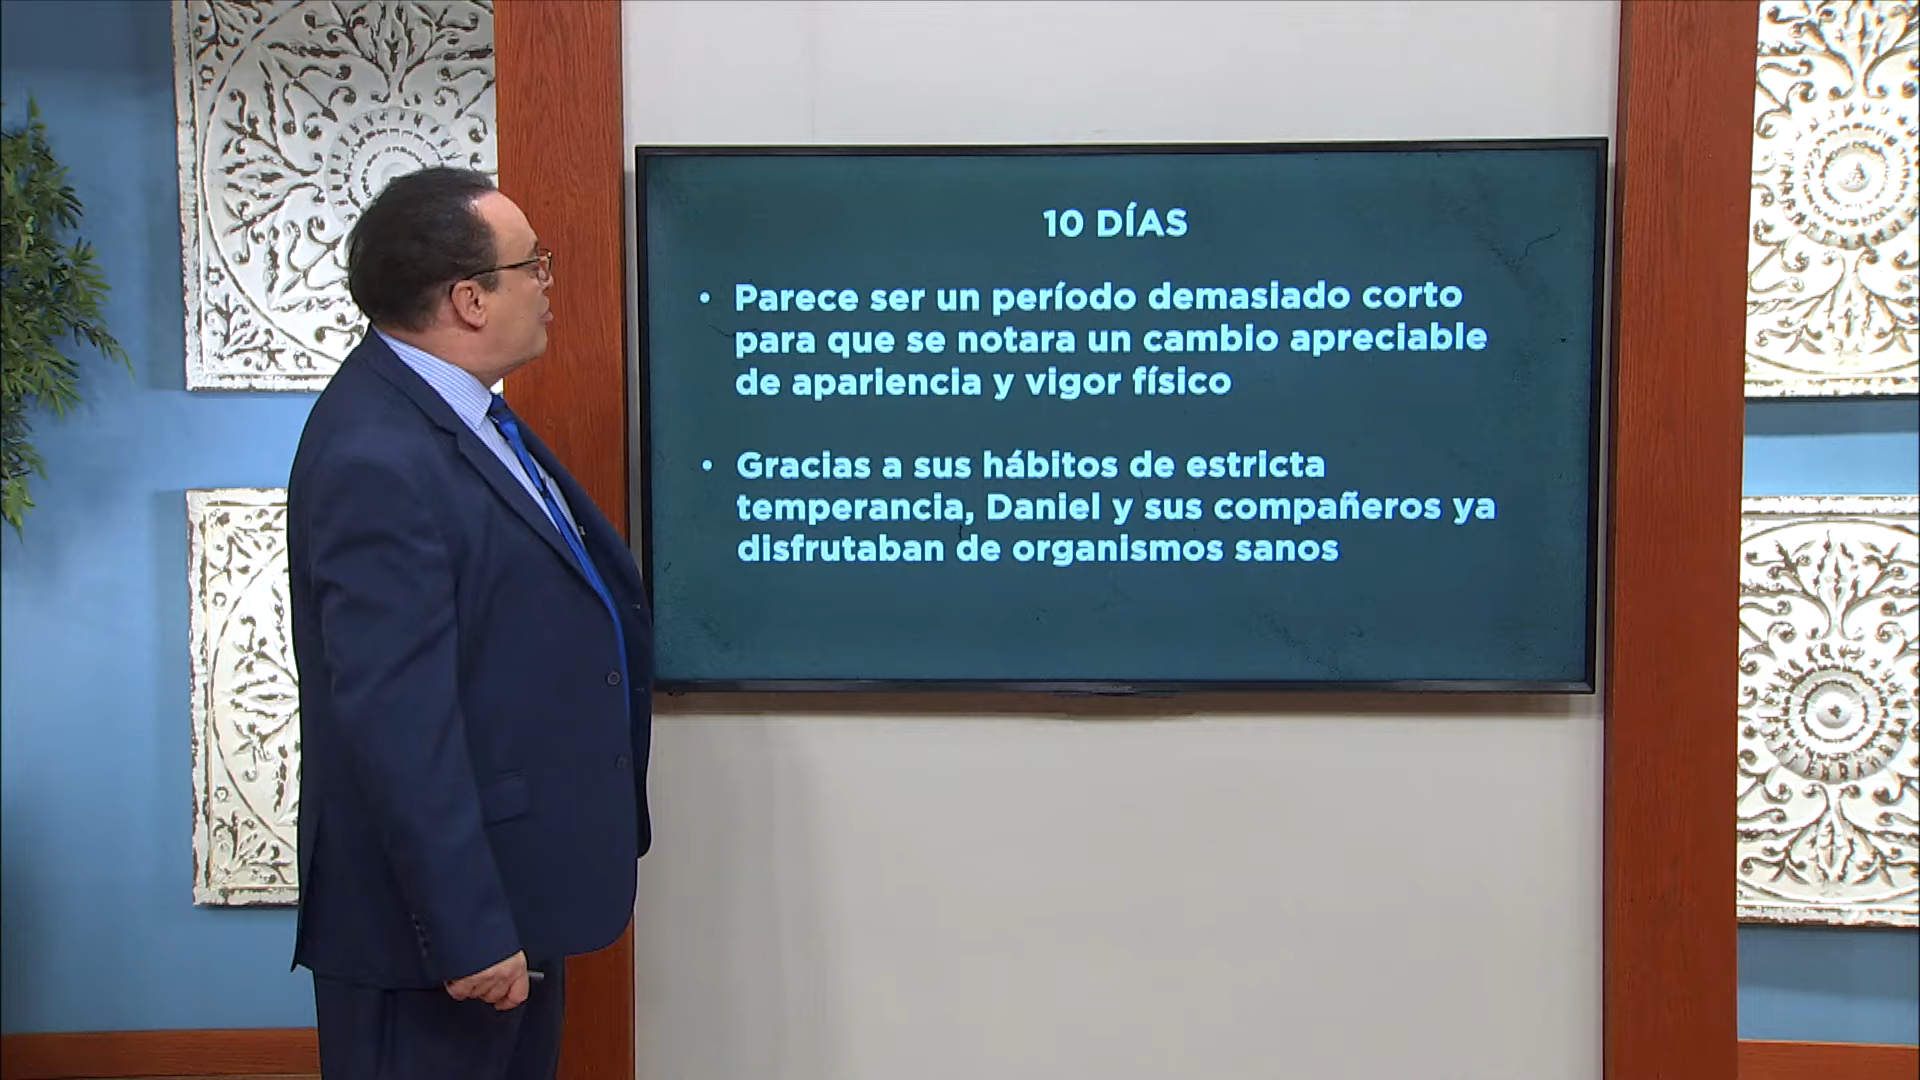 10 DÍAS
• Parece ser un período demasiado corto
para que se notara un cambio apreciable
de apariencia y vigor físico
• Gracias a sus hábitos de estricta
temperancia, Daniel y sus compañeros ya
disfrutaban de organismos sanos